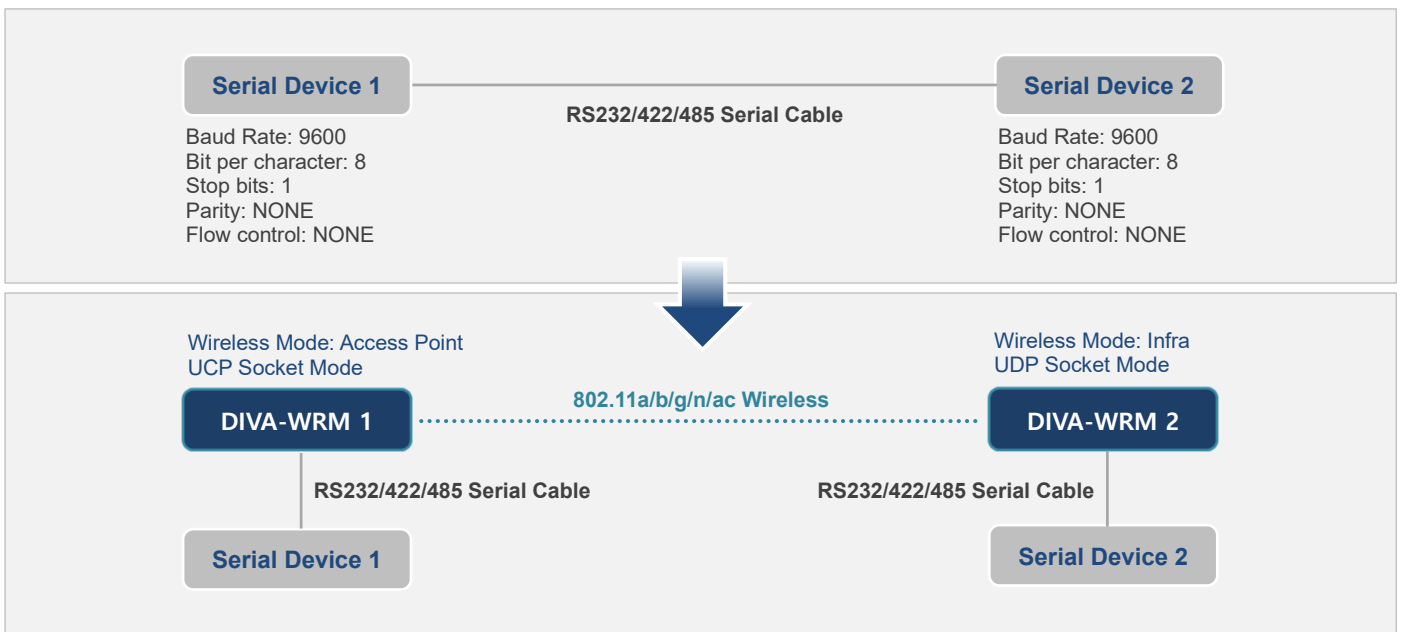 Serial Device 1
Serial Device 2
RS232/422/485 Serial Cable
Baud Rate: 9600
Bit per character: 8
Stop bits: 1
Parity: NONE
Flow control: NONE
Baud Rate: 9600
Bit per character: 8
Stop bits: 1
Parity: NONE
Flow control: NONE
Wireless Mode: Access Point
UCP Socket Mode
Wireless Mode: Infra
UDP Socket Mode
DIVA-WRM 1
802.11a/b/g/n/ac Wireless
DIVA-WRM 2
RS232/422/485 Serial Cable
RS232/422/485 Serial Cable
Serial Device 1
Serial Device 2